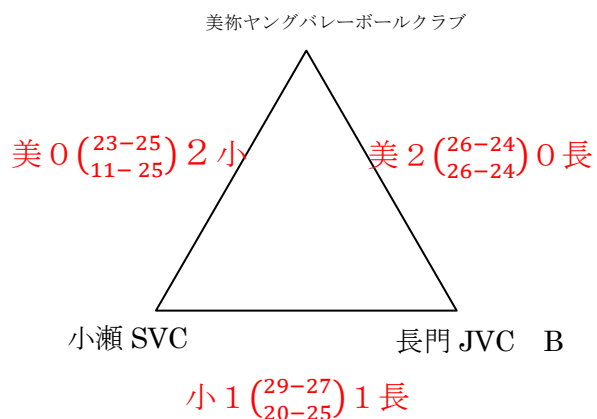 美祢ヤングバレーボールクラブ
美０(23−25 11−25)２小
美２(26−24 26−24)０長
小瀬 SVC
長門 JVC　B
小１(29−27 20−25)１長